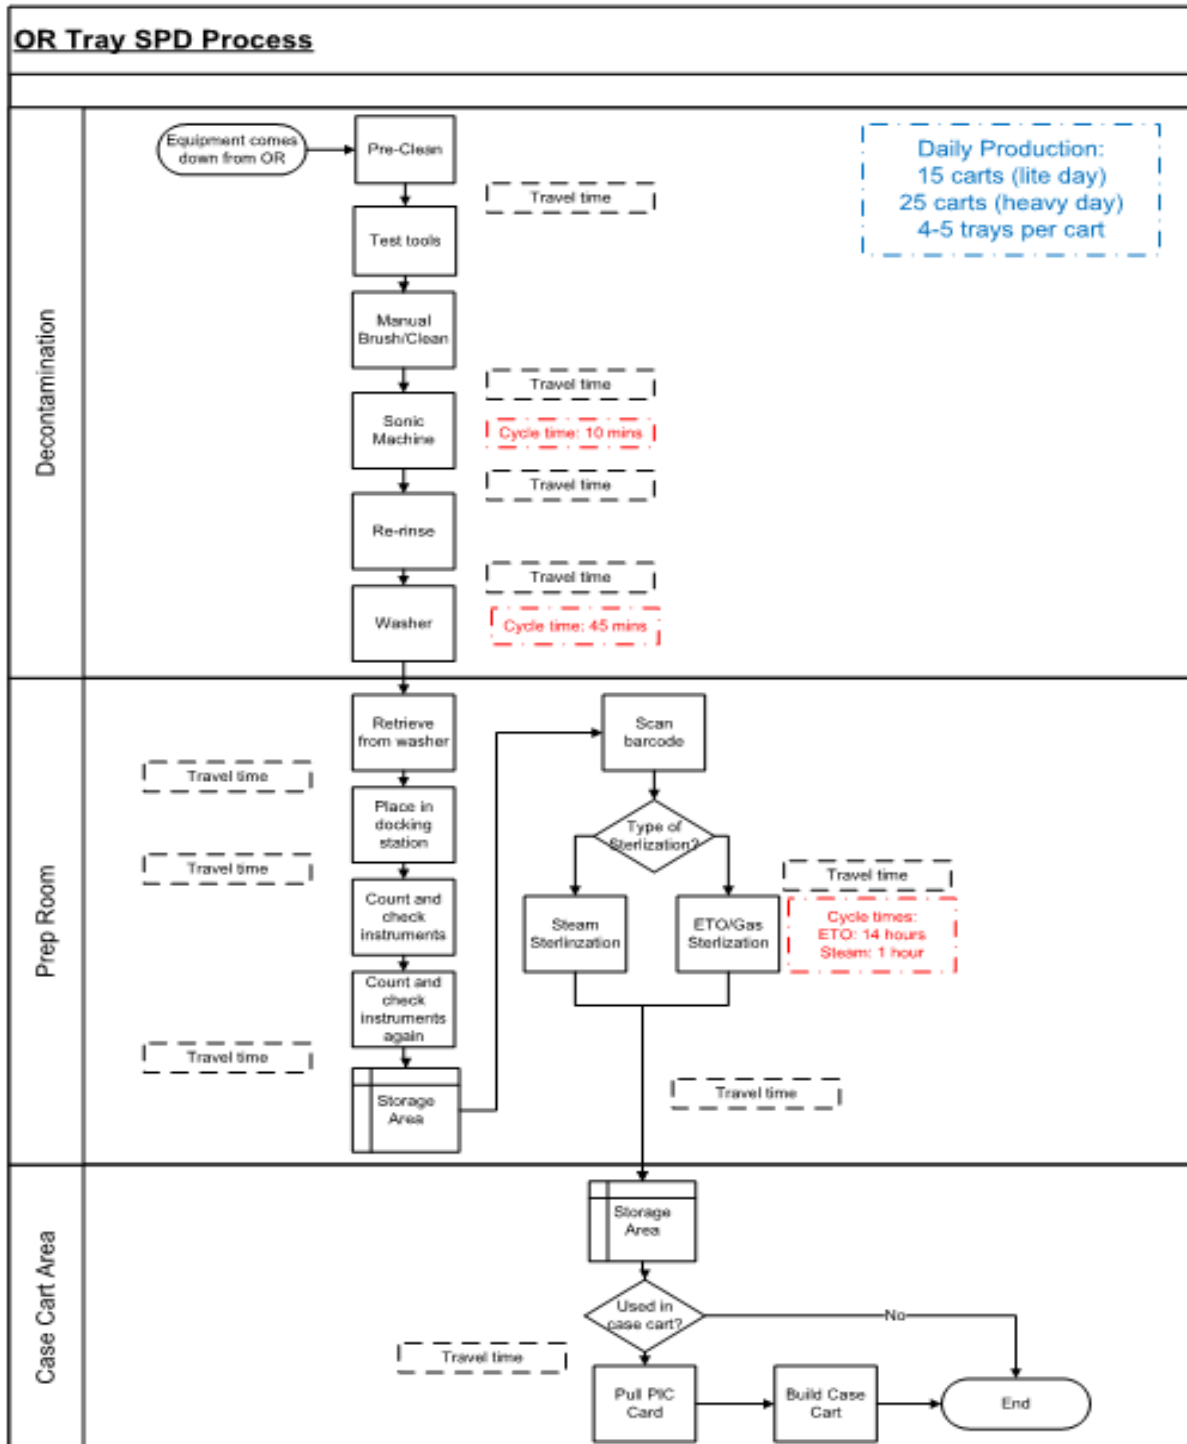 OR Tray SPD Process
Decontamination
Equipment comes
down from OR
Pre-Clean
Travel time
Daily Production:
15 carts (lite day)
25 carts (heavy day)
4-5 trays per cart
Test tools
Manual
Brush/Clean
Travel time
Sonic
Machine
Cycle time: 10 mins
Travel time
Re-rinse
Travel time
Washer
Cycle time: 45 mins
Prep Room
Retrieve
from washer
Travel time
Place in
docking
station
Travel time
Count and
check
instruments
Count and
check
instruments
again
Travel time
Storage
Area
Scan
barcode
Type of
Sterlization?
Steam
Sterlinzation
ETO/Gas
Sterlization
Travel time
Cycle times:
ETO: 14 hours
Steam: 1 hour
Travel time
Case Cart Area
Storage
Area
Used in
case cart?
No
Travel time
Pull PIC
Card
Build Case
Cart
End